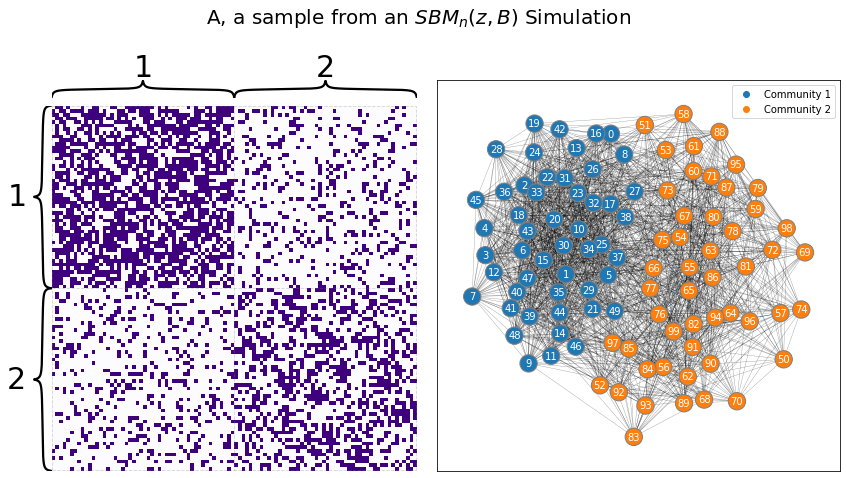 A, a sample from an SBMₙ(z, B) Simulation
1 2
1
2
Community 1
Community 2
58
19 51
42 16 88
13 61
28 24 8 53 95
26 60 71
22 31 87 79
36 2 33 23 27 73
45 32 17 59
18 20 38 67 80
4 43 10 78 98
30 25 75 54
3 6 34 63 72 69
15 37
12 1 5 66 55 81
47 77 86
7 40 35 29 65
41 21 49 74
39 44 76 94 64 57
82 96
48 14 99
46 97 85 91
9 11 50
84 56 90
62
52 92
93 89 68 70
83